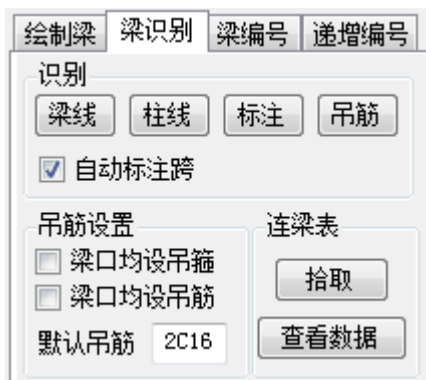 绘制梁 梁识别 梁编号 递增编号
识别
梁线 柱线 标注 吊筋
自动标注跨
吊筋设置
梁口均设吊箍
梁口均设吊筋
默认吊筋 2C16
连梁表
拾取
查看数据